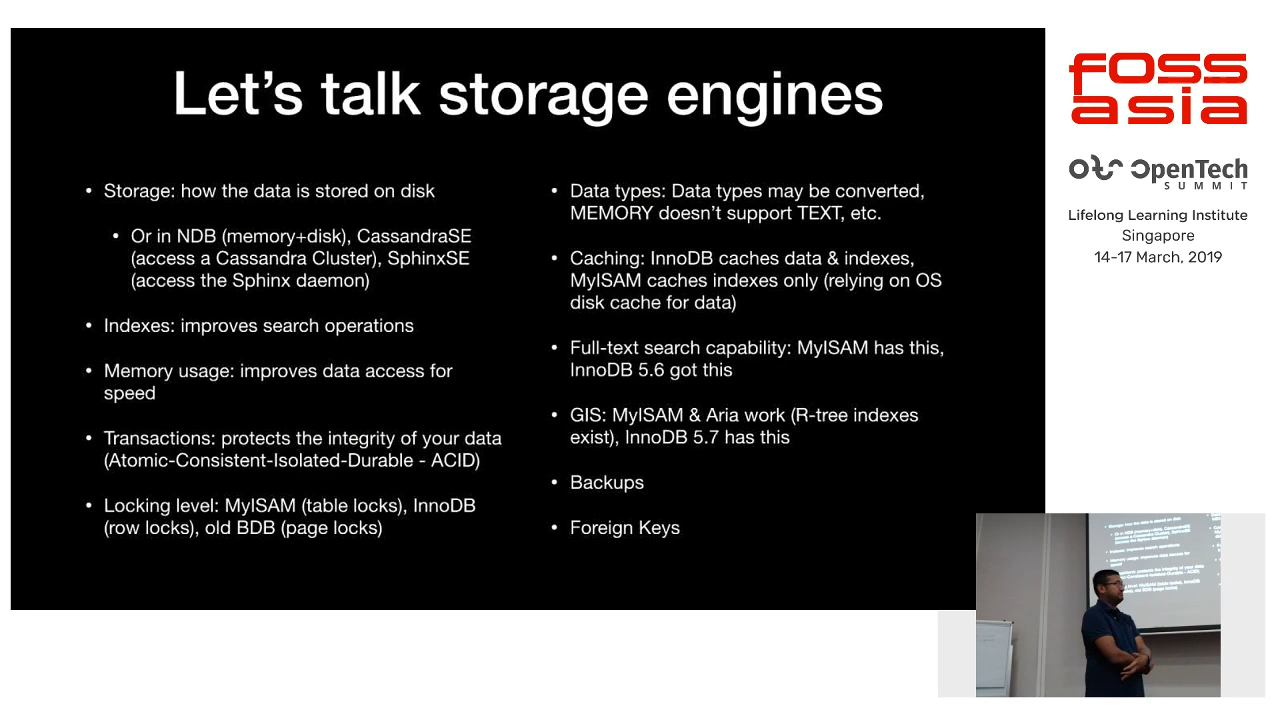 Let's talk storage engines
• Storage: how the data is stored on disk
• Or in NDB (memory+disk), CassandraSE
(access a Cassandra Cluster), SphinxSE
(access the Sphinx daemon)
• Indexes: improves search operations
• Memory usage: improves data access for
speed
• Transactions: protects the integrity of your data
(Atomic-Consistent-Isolated-Durable - ACID)
• Locking level: MyISAM (table locks), InnoDB
(row locks), old BDB (page locks)
• Data types: Data types may be converted,
MEMORY doesn't support TEXT, etc.
• Caching: InnoDB caches data & indexes,
MyISAM caches indexes only (relying on OS
disk cache for data)
• Full-text search capability: MyISAM has this,
InnoDB 5.6 got this
• GIS: MyISAM & Aria work (R-tree indexes
exist), InnoDB 5.7 has this
• Backups
• Foreign Keys
foss
asia
OpenTech
SUMMIT
Lifelong Learning Institute
Singapore
14-17 March, 2019